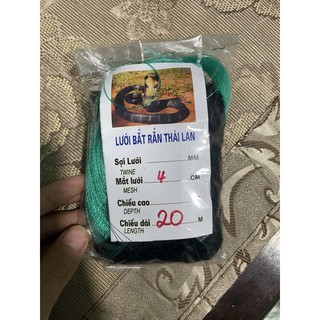 LƯỚI BẮT RẮN THÁI LAN
Sợi Lưới MM
TWINE
Mắt lưới 4 CM
MESH
Chiều cao
DEPTH
Chiều dài 20 M
LENGTH